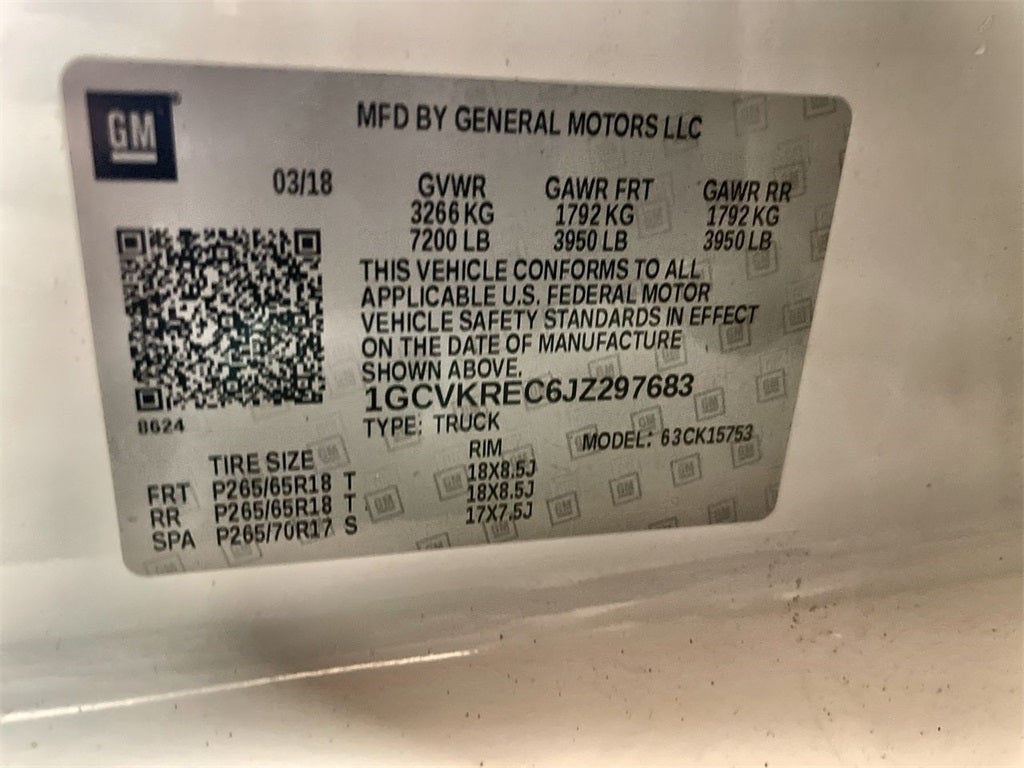 GM
MFD BY GENERAL MOTORS LLC
03/18 GVWR GAWR FRT GAWR RR
3266 KG 1792 KG 1792 KG
7200 LB 3950 LB 3950 LB
THIS VEHICLE CONFORMS TO ALL
APPLICABLE U.S. FEDERAL MOTOR
VEHICLE SAFETY STANDARDS IN EFFECT
ON THE DATE OF MANUFACTURE
SHOWN ABOVE.
1GCVKREC6JZ297683
8624
TYPE: TRUCK
MODEL: 63CK15753
TIRE SIZE RIM
FRT P265/65R18 T 18X8.5J
RR P265/65R18 T 18X8.5J
SPA P265/70R17 S 17X7.5J